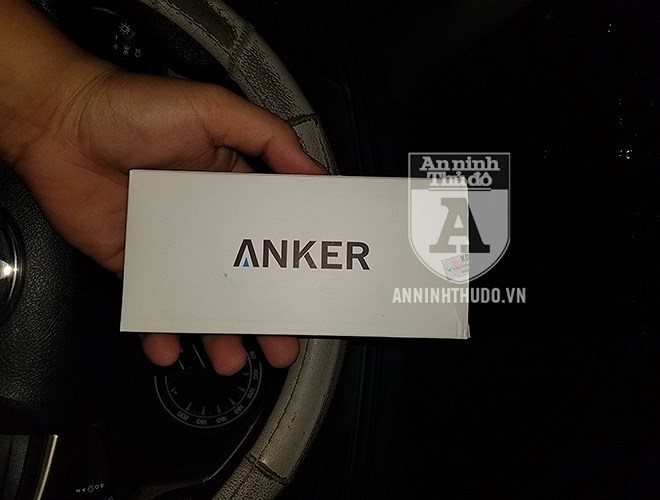 An ninh
Thủ đô
A
ANKER
ANNINHTHUDO.VN